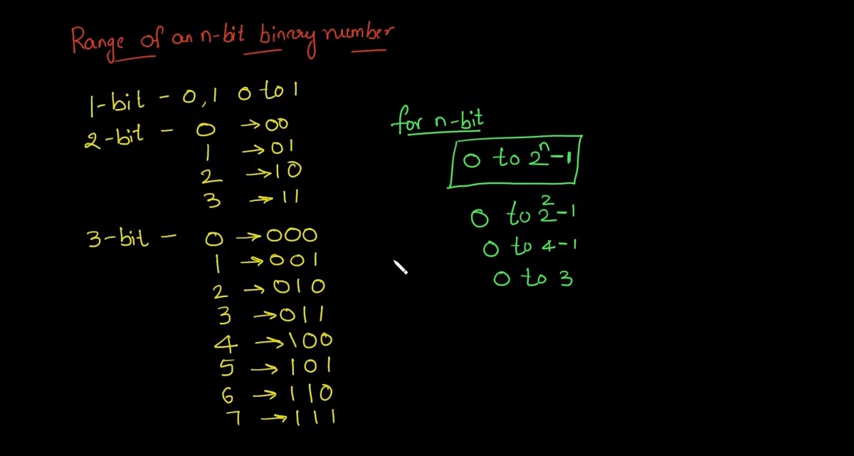 Range of an n-bit binary number
1-bit - 0, 1 0 to 1
2-bit - 0 → 00
1 → 01
2 → 10
3 → 11
3-bit - 0 → 000
1 → 001
2 → 010
3 → 011
4 → 100
5 → 101
6 → 110
7 → 111
for n-bit
0 to 2ⁿ-1
0 to 2²-1
0 to 4-1
0 to 3